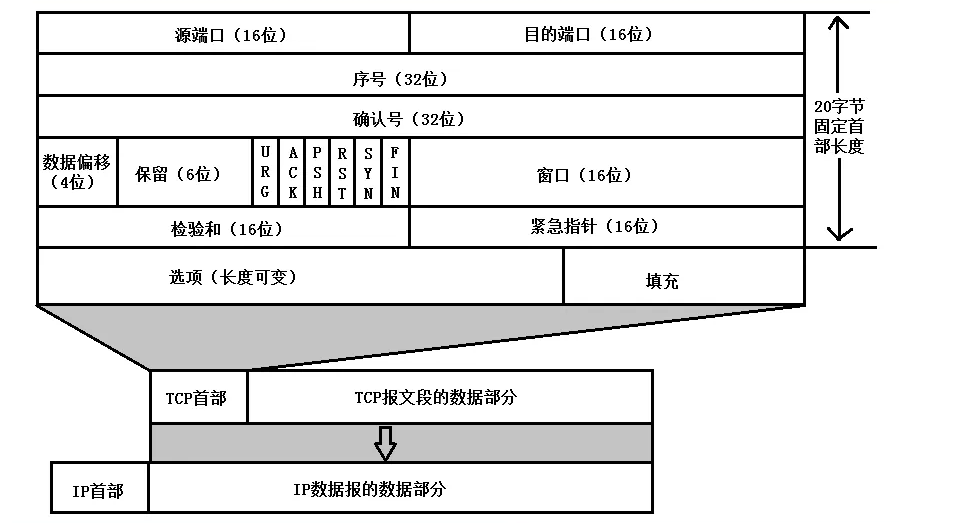 源端口（16位）
目的端口（16位）
序号（32位）
确认号（32位）
20字节
固定首
部长度
数据偏移
（4位）
保留（6位）
URG
ACK
PSH
RST
SYN
FIN
窗口（16位）
检验和（16位）
紧急指针（16位）
选项（长度可变）
填充
TCP首部
TCP报文段的数据部分
IP首部
IP数据报的数据部分